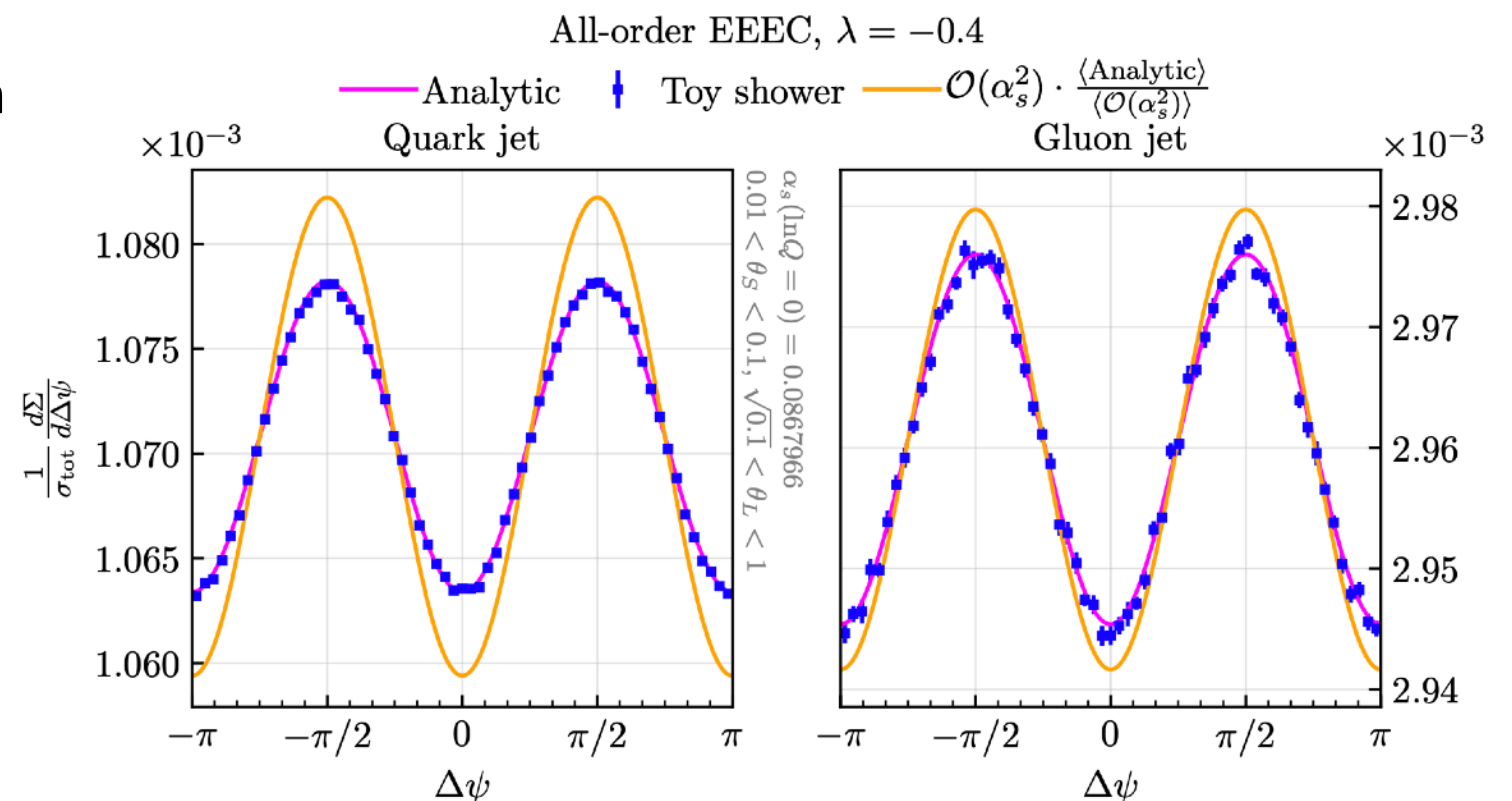 All-order EEEC, λ = −0.4
n
Analytic Toy shower 𝒪(α_s^2) · ⟨Analytic⟩/⟨𝒪(α_s^2)⟩
×10^−3 Quark jet Gluon jet ×10^−3
1.080
1.075
1.070
1.065
1.060
1/σ_tot dΣ/dΔψ
−π −π/2 0 π/2 π
Δψ
α_s(lnQ = 0) = 0.0867966
0.01 < θ_S < 0.1, √0.1 < θ_L < 1
2.98
2.97
2.96
2.95
2.94
−π −π/2 0 π/2 π
Δψ